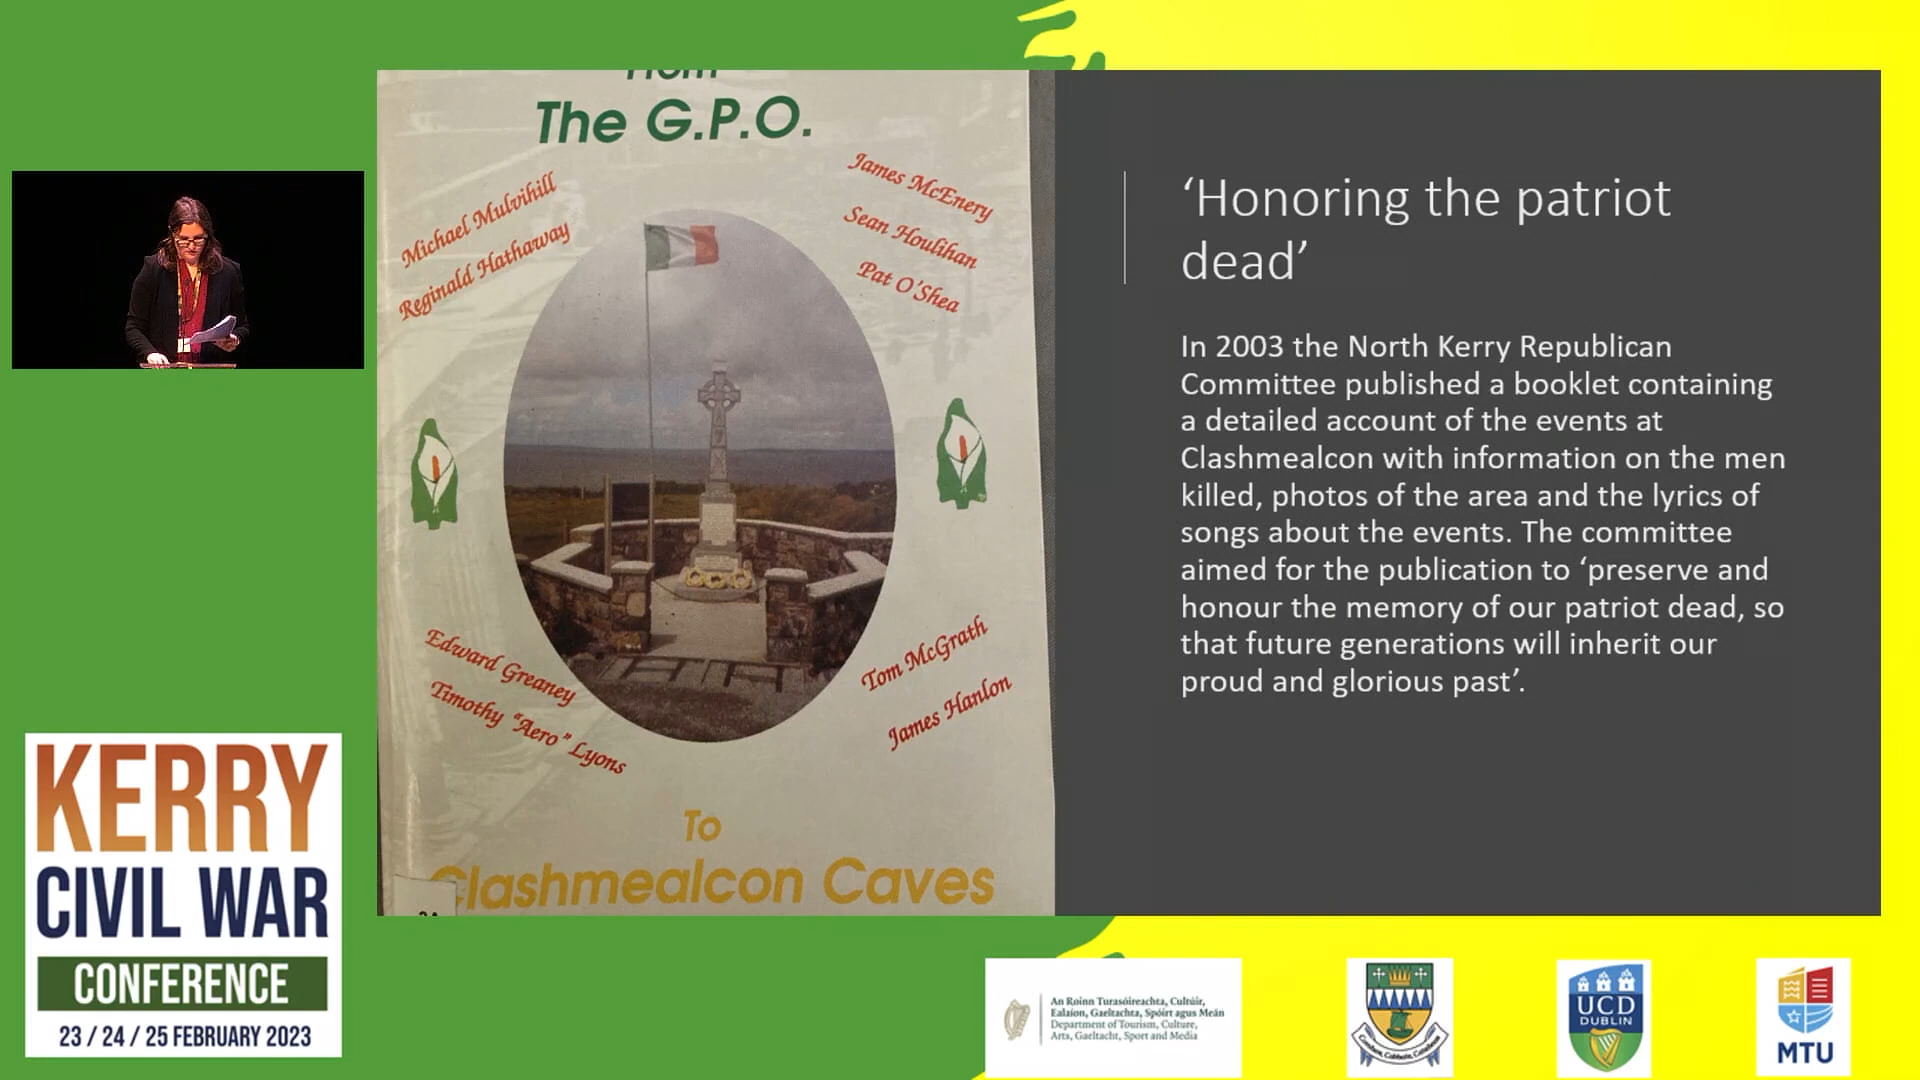 From
The G.P.O.
Michael Mulvihill
Reginald Hathaway
James McEnery
Sean Houlihan
Pat O'Shea
Edward Greaney
Timothy "Aero" Lyons
Tom McGrath
James Hanlon
To
Clashmealcon Caves
‘Honoring the patriot
dead’
In 2003 the North Kerry Republican
Committee published a booklet containing
a detailed account of the events at
Clashmealcon with information on the men
killed, photos of the area and the lyrics of
songs about the events. The committee
aimed for the publication to ‘preserve and
honour the memory of our patriot dead, so
that future generations will inherit our
proud and glorious past’.
KERRY
CIVIL WAR
CONFERENCE
23 / 24 / 25 FEBRUARY 2023
An Roinn Turasóireachta, Cultúir,
Ealaíon, Gaeltachta, Spóirt agus Meán
Department of Tourism, Culture,
Arts, Gaeltacht, Sport and Media
UCD
DUBLIN
MTU